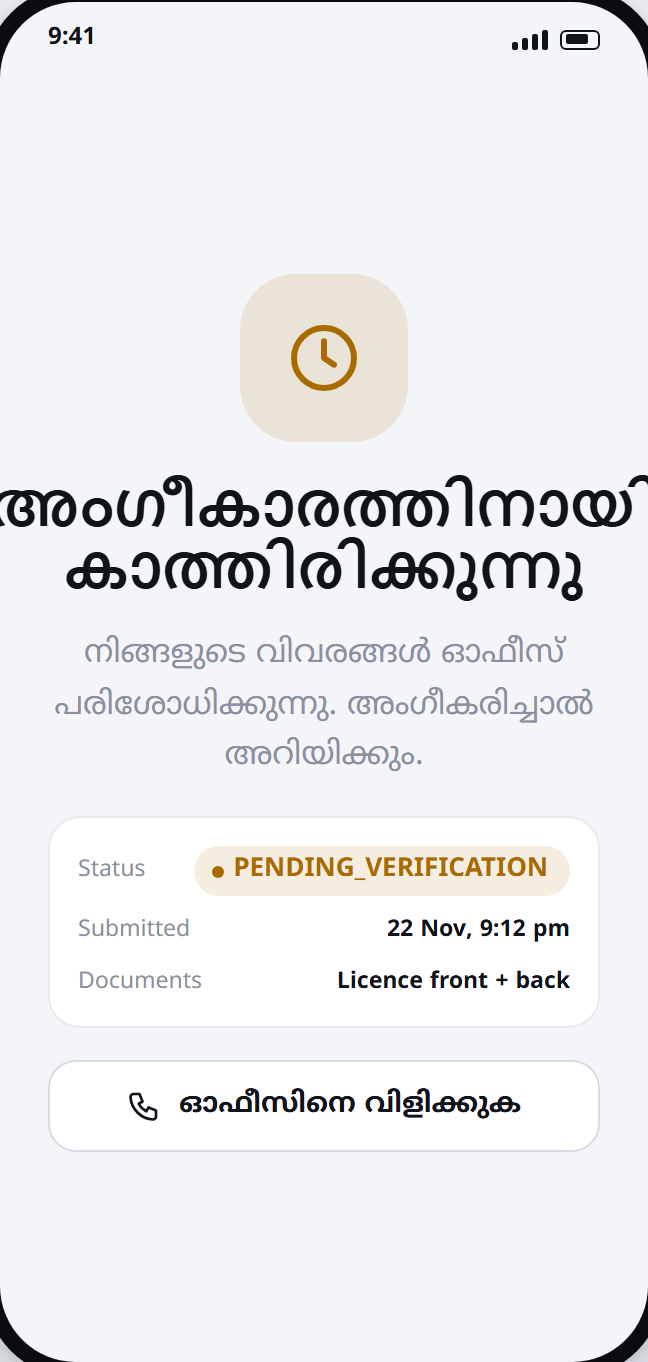 9:41
അംഗീകാരത്തിനായി
കാത്തിരിക്കുന്നു
നിങ്ങളുടെ വിവരങ്ങൾ ഓഫീസ്
പരിശോധിക്കുന്നു. അംഗീകരിച്ചാൽ
അറിയിക്കും.
Status PENDING_VERIFICATION
Submitted 22 Nov, 9:12 pm
Documents Licence front + back
ഓഫീസിനെ വിളിക്കുക